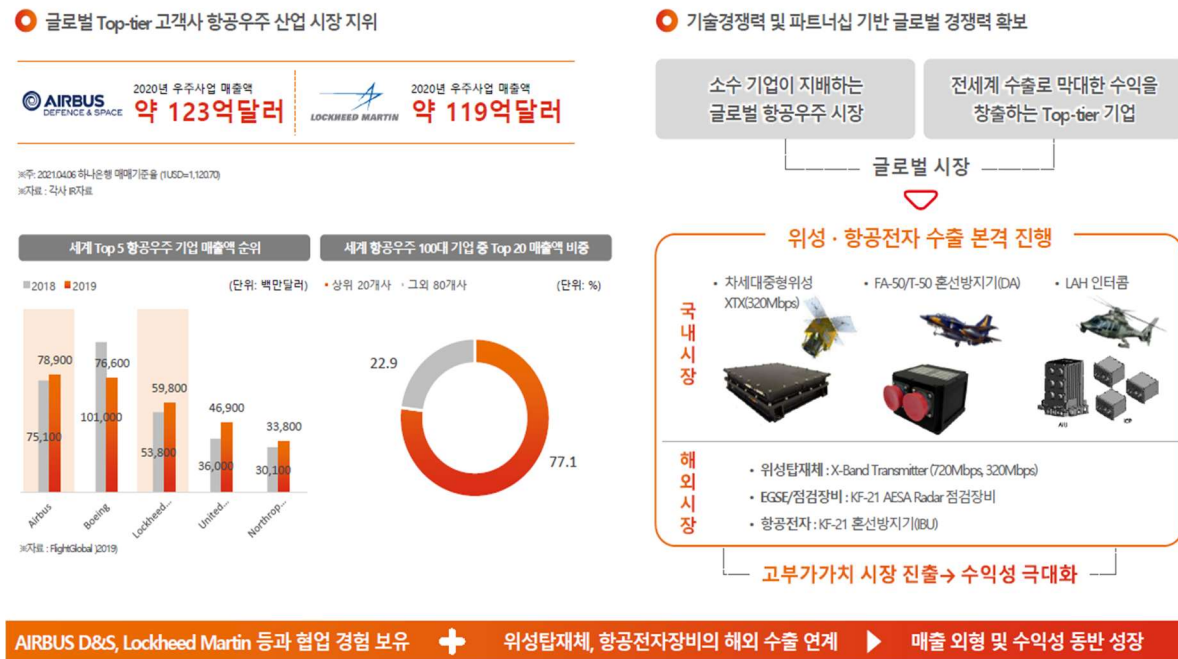 글로벌 Top-tier 고객사 항공우주 산업 시장 지위
AIRBUS
DEFENCE & SPACE
2020년 우주사업 매출액
약 123억달러
LOCKHEED MARTIN
2020년 우주사업 매출액
약 119억달러
※주: 2021.04.06 하나은행 매매기준율 (1USD=1,120.70)
※자료 : 각사 IR자료
세계 Top 5 항공우주 기업 매출액 순위
2018 2019
(단위: 백만달러)
78,900
75,100
76,600
101,000
59,800
53,800
46,900
36,000
33,800
30,100
Airbus
Boeing
Lockheed...
United...
Northrop...
※자료 : FlightGlobal )2019)
세계 항공우주 100대 기업 중 Top 20 매출액 비중
• 상위 20개사 • 그외 80개사
(단위: %)
22.9
77.1
기술경쟁력 및 파트너십 기반 글로벌 경쟁력 확보
소수 기업이 지배하는
글로벌 항공우주 시장
전세계 수출로 막대한 수익을
창출하는 Top-tier 기업
글로벌 시장
위성 · 항공전자 수출 본격 진행
국내시장
• 차세대중형위성
XTX(320Mbps)
• FA-50/T-50 혼선방지기(DA)
• LAH 인터콤
AIU
ICP
해외시장
• 위성탑재체 : X-Band Transmitter (720Mbps, 320Mbps)
• EGSE/점검장비 : KF-21 AESA Radar 점검장비
• 항공전자 : KF-21 혼선방지기(IBU)
고부가가치 시장 진출→ 수익성 극대화
AIRBUS D&S, Lockheed Martin 등과 협업 경험 보유
위성탑재체, 항공전자장비의 해외 수출 연계
매출 외형 및 수익성 동반 성장